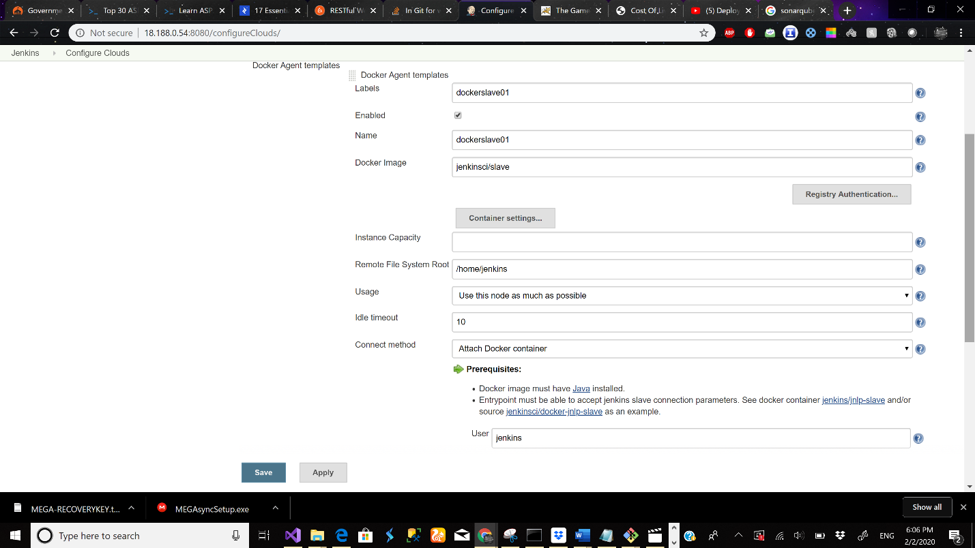 Governme
Top 30 AS
Learn ASP
17 Essenti
RESTful W
In Git for
Configure
The Game
Cost Of L
(5) Deploy
sonarqub
Not secure | 18.188.0.54:8080/configureClouds/
ABP
Jenkins › Configure Clouds
Docker Agent templates
Docker Agent templates
Labels
dockerslave01
Enabled
Name
dockerslave01
Docker Image
jenkinsci/slave
Registry Authentication...
Container settings...
Instance Capacity
Remote File System Root
/home/jenkins
Usage
Use this node as much as possible
Idle timeout
10
Connect method
Attach Docker container
Prerequisites:
• Docker image must have Java installed.
• Entrypoint must be able to accept jenkins slave connection parameters. See docker container jenkins/jnlp-slave and/or
source jenkinsci/docker-jnlp-slave as an example.
User
jenkins
Save
Apply
MEGA-RECOVERYKEY.t...
MEGAsyncSetup.exe
Show all
Type here to search
ENG
6:06 PM
2/2/2020
2